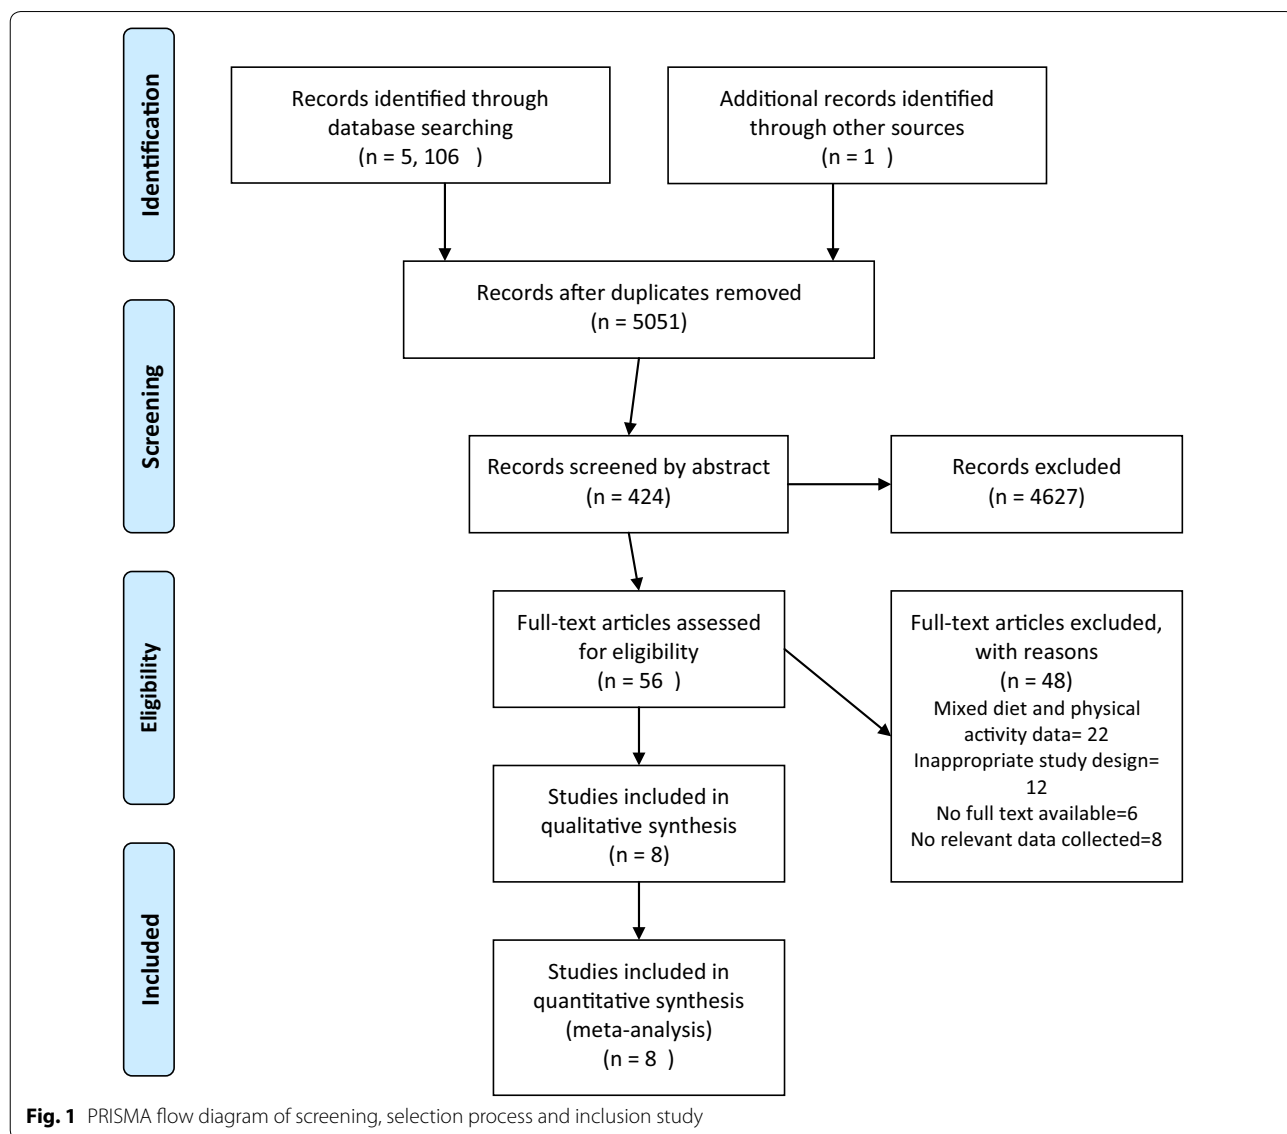 Identification
Records identified through
database searching
(n = 5, 106 )
Additional records identified
through other sources
(n = 1 )
Records after duplicates removed
(n = 5051)
Screening
Records screened by abstract
(n = 424)
Records excluded
(n = 4627)
Eligibility
Full-text articles assessed
for eligibility
(n = 56 )
Full-text articles excluded,
with reasons
(n = 48)
Mixed diet and physical
activity data= 22
Inappropriate study design=
12
No full text available=6
No relevant data collected=8
Studies included in
qualitative synthesis
(n = 8)
Included
Studies included in
quantitative synthesis
(meta-analysis)
(n = 8 )
Fig. 1 PRISMA flow diagram of screening, selection process and inclusion study